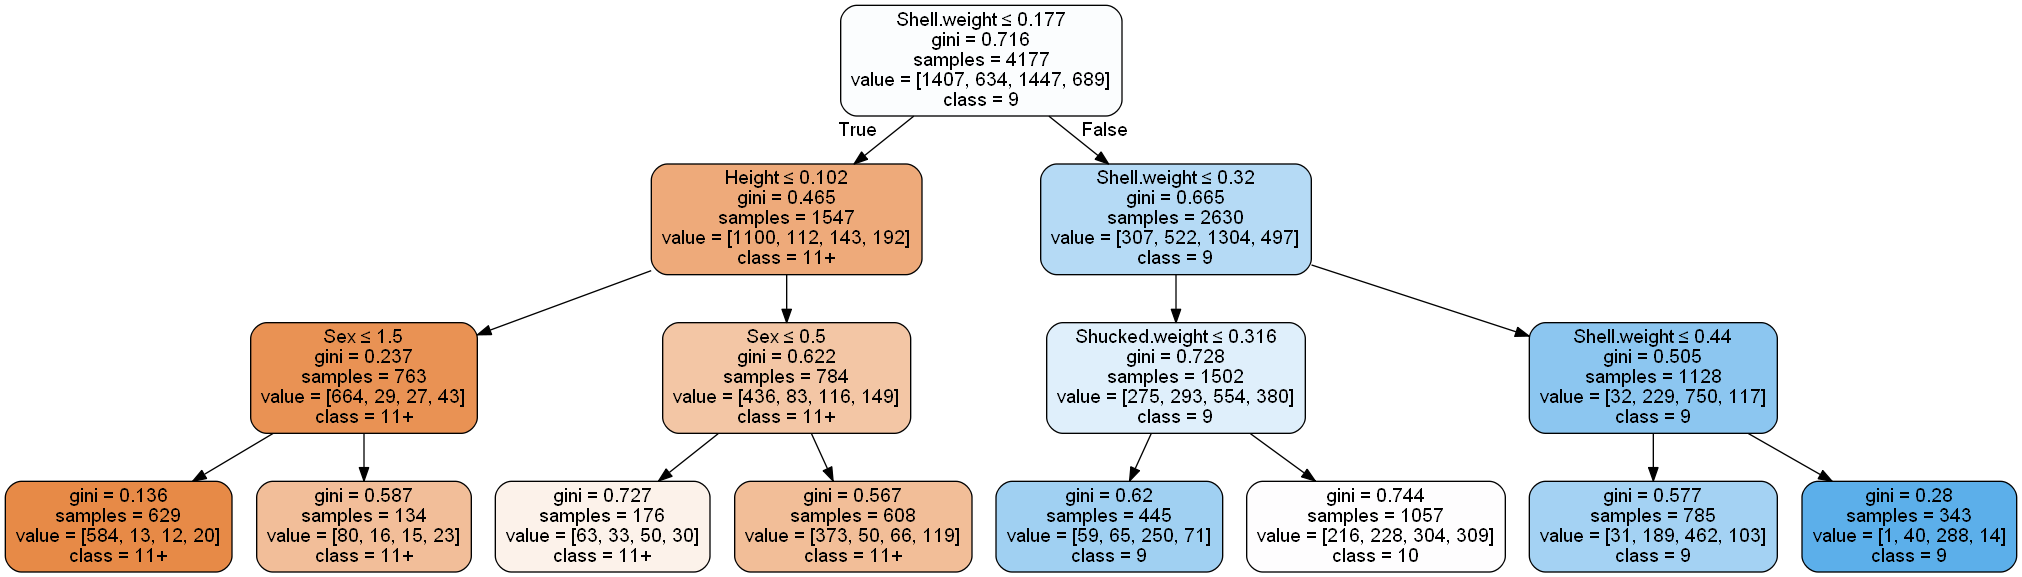 Shell.weight ≤ 0.177
gini = 0.716
samples = 4177
value = [1407, 634, 1447, 689]
class = 9
True
False
Height ≤ 0.102
gini = 0.465
samples = 1547
value = [1100, 112, 143, 192]
class = 11+
Shell.weight ≤ 0.32
gini = 0.665
samples = 2630
value = [307, 522, 1304, 497]
class = 9
Sex ≤ 1.5
gini = 0.237
samples = 763
value = [664, 29, 27, 43]
class = 11+
Sex ≤ 0.5
gini = 0.622
samples = 784
value = [436, 83, 116, 149]
class = 11+
Shucked.weight ≤ 0.316
gini = 0.728
samples = 1502
value = [275, 293, 554, 380]
class = 9
Shell.weight ≤ 0.44
gini = 0.505
samples = 1128
value = [32, 229, 750, 117]
class = 9
gini = 0.136
samples = 629
value = [584, 13, 12, 20]
class = 11+
gini = 0.587
samples = 134
value = [80, 16, 15, 23]
class = 11+
gini = 0.727
samples = 176
value = [63, 33, 50, 30]
class = 11+
gini = 0.567
samples = 608
value = [373, 50, 66, 119]
class = 11+
gini = 0.62
samples = 445
value = [59, 65, 250, 71]
class = 9
gini = 0.744
samples = 1057
value = [216, 228, 304, 309]
class = 10
gini = 0.577
samples = 785
value = [31, 189, 462, 103]
class = 9
gini = 0.28
samples = 343
value = [1, 40, 288, 14]
class = 9